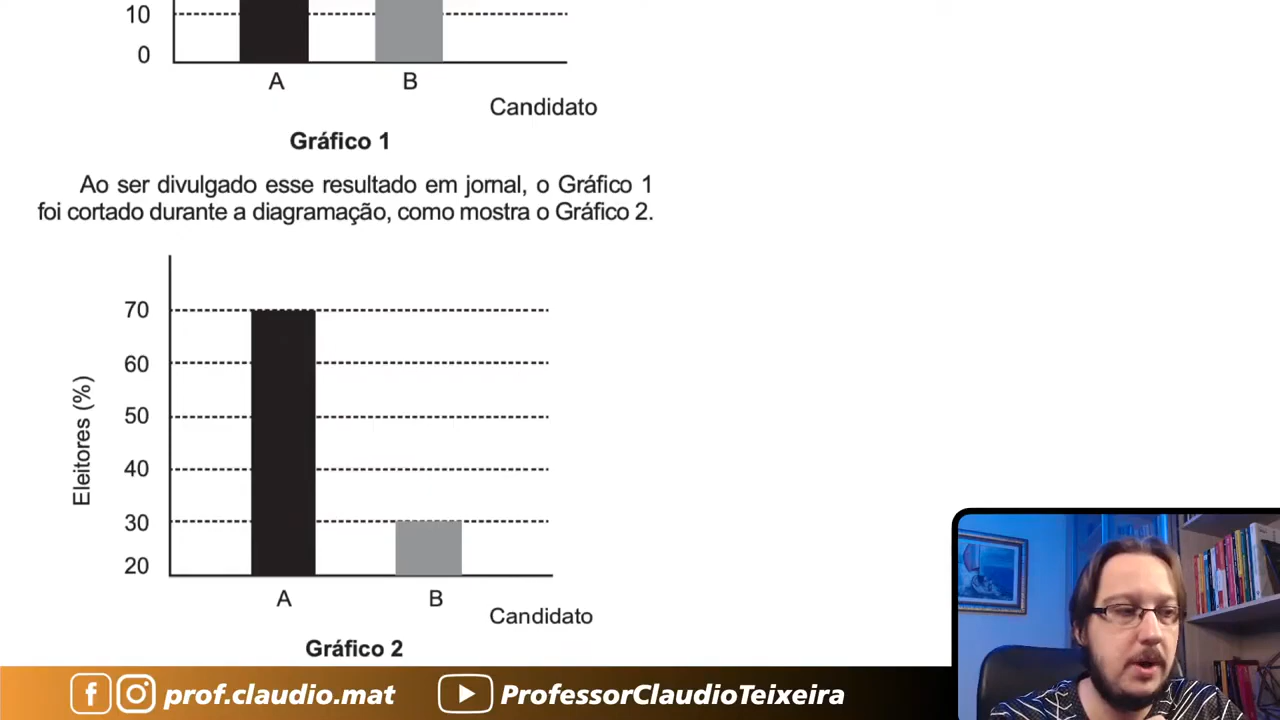 10
0
A B
Candidato
Gráfico 1
Ao ser divulgado esse resultado em jornal, o Gráfico 1
foi cortado durante a diagramação, como mostra o Gráfico 2.
Eleitores (%)
70
60
50
40
30
20
A B
Candidato
Gráfico 2
prof.claudio.mat ProfessorClaudioTeixeira